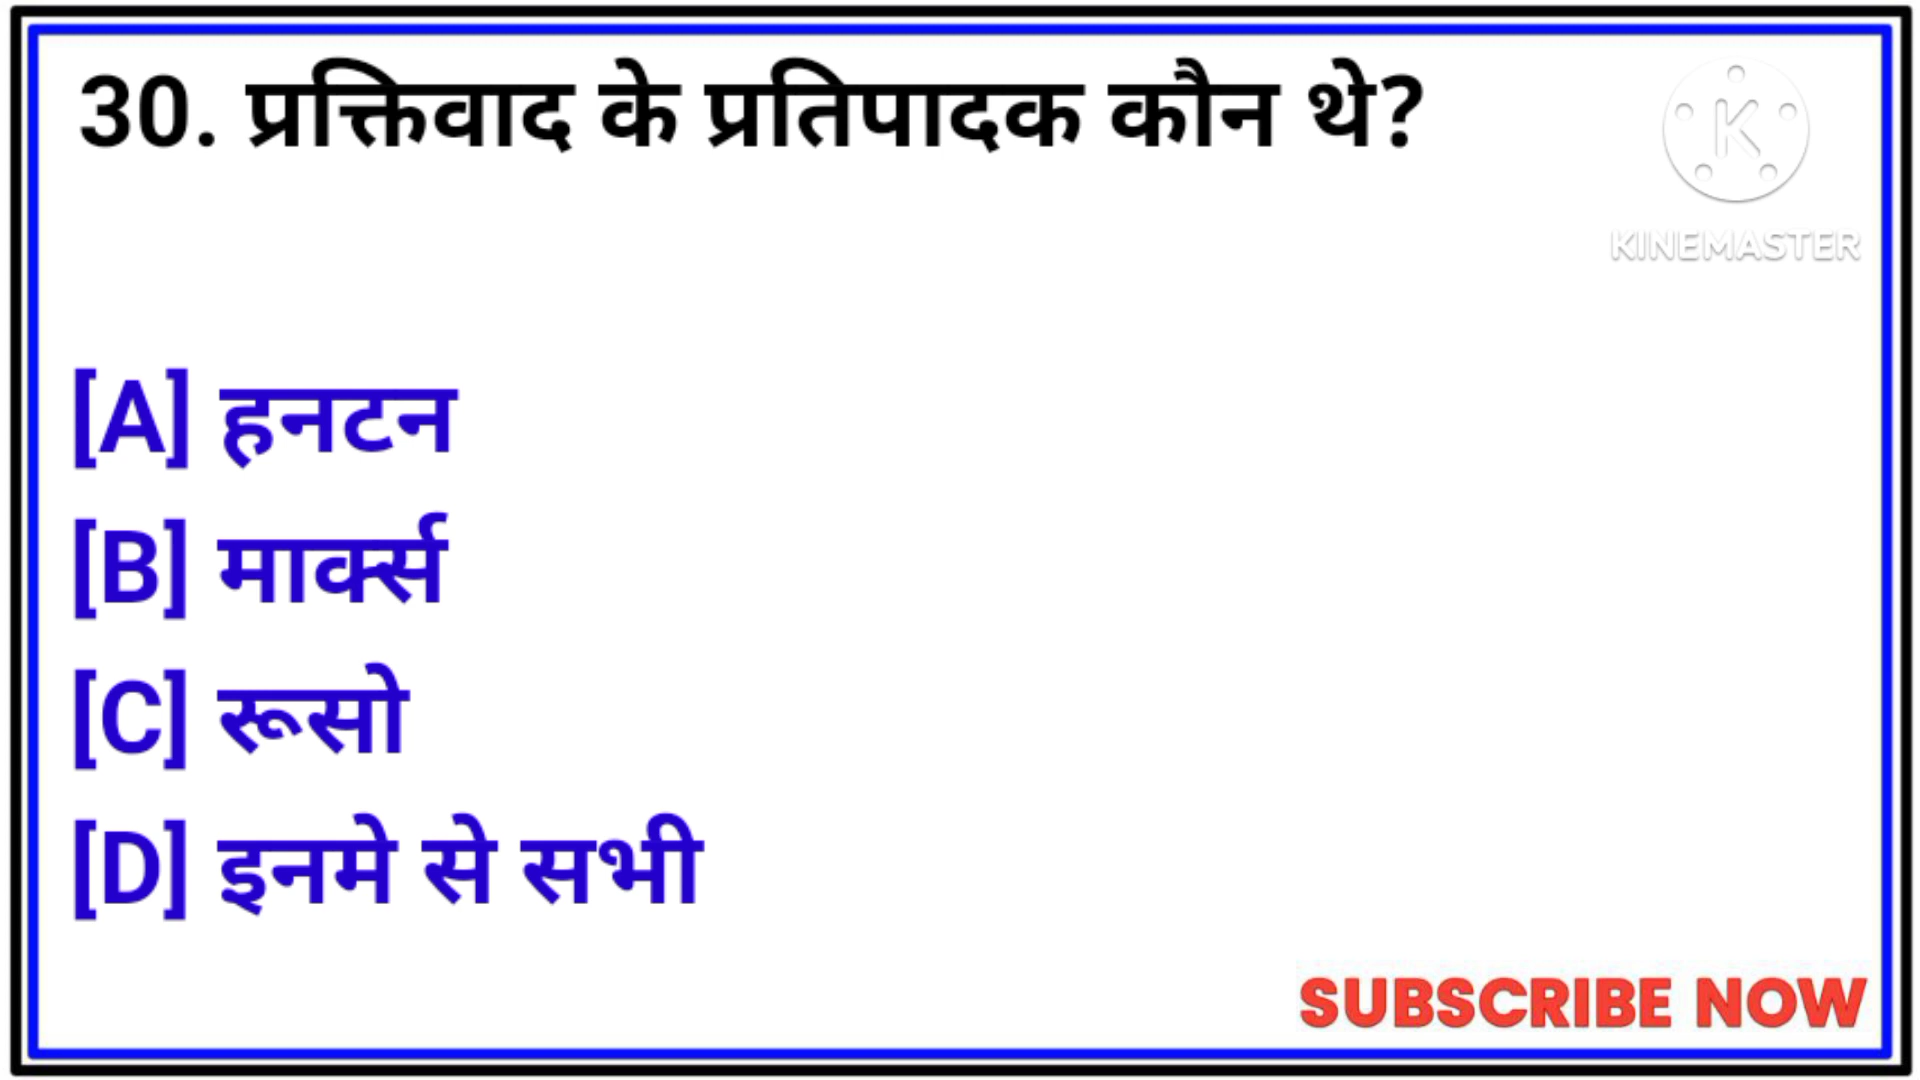 30. प्रक्तिवाद के प्रतिपादक कौन थे?
KINEMASTER
[A] हनटन
[B] मार्क्स
[C] रूसो
[D] इनमे से सभी
SUBSCRIBE NOW